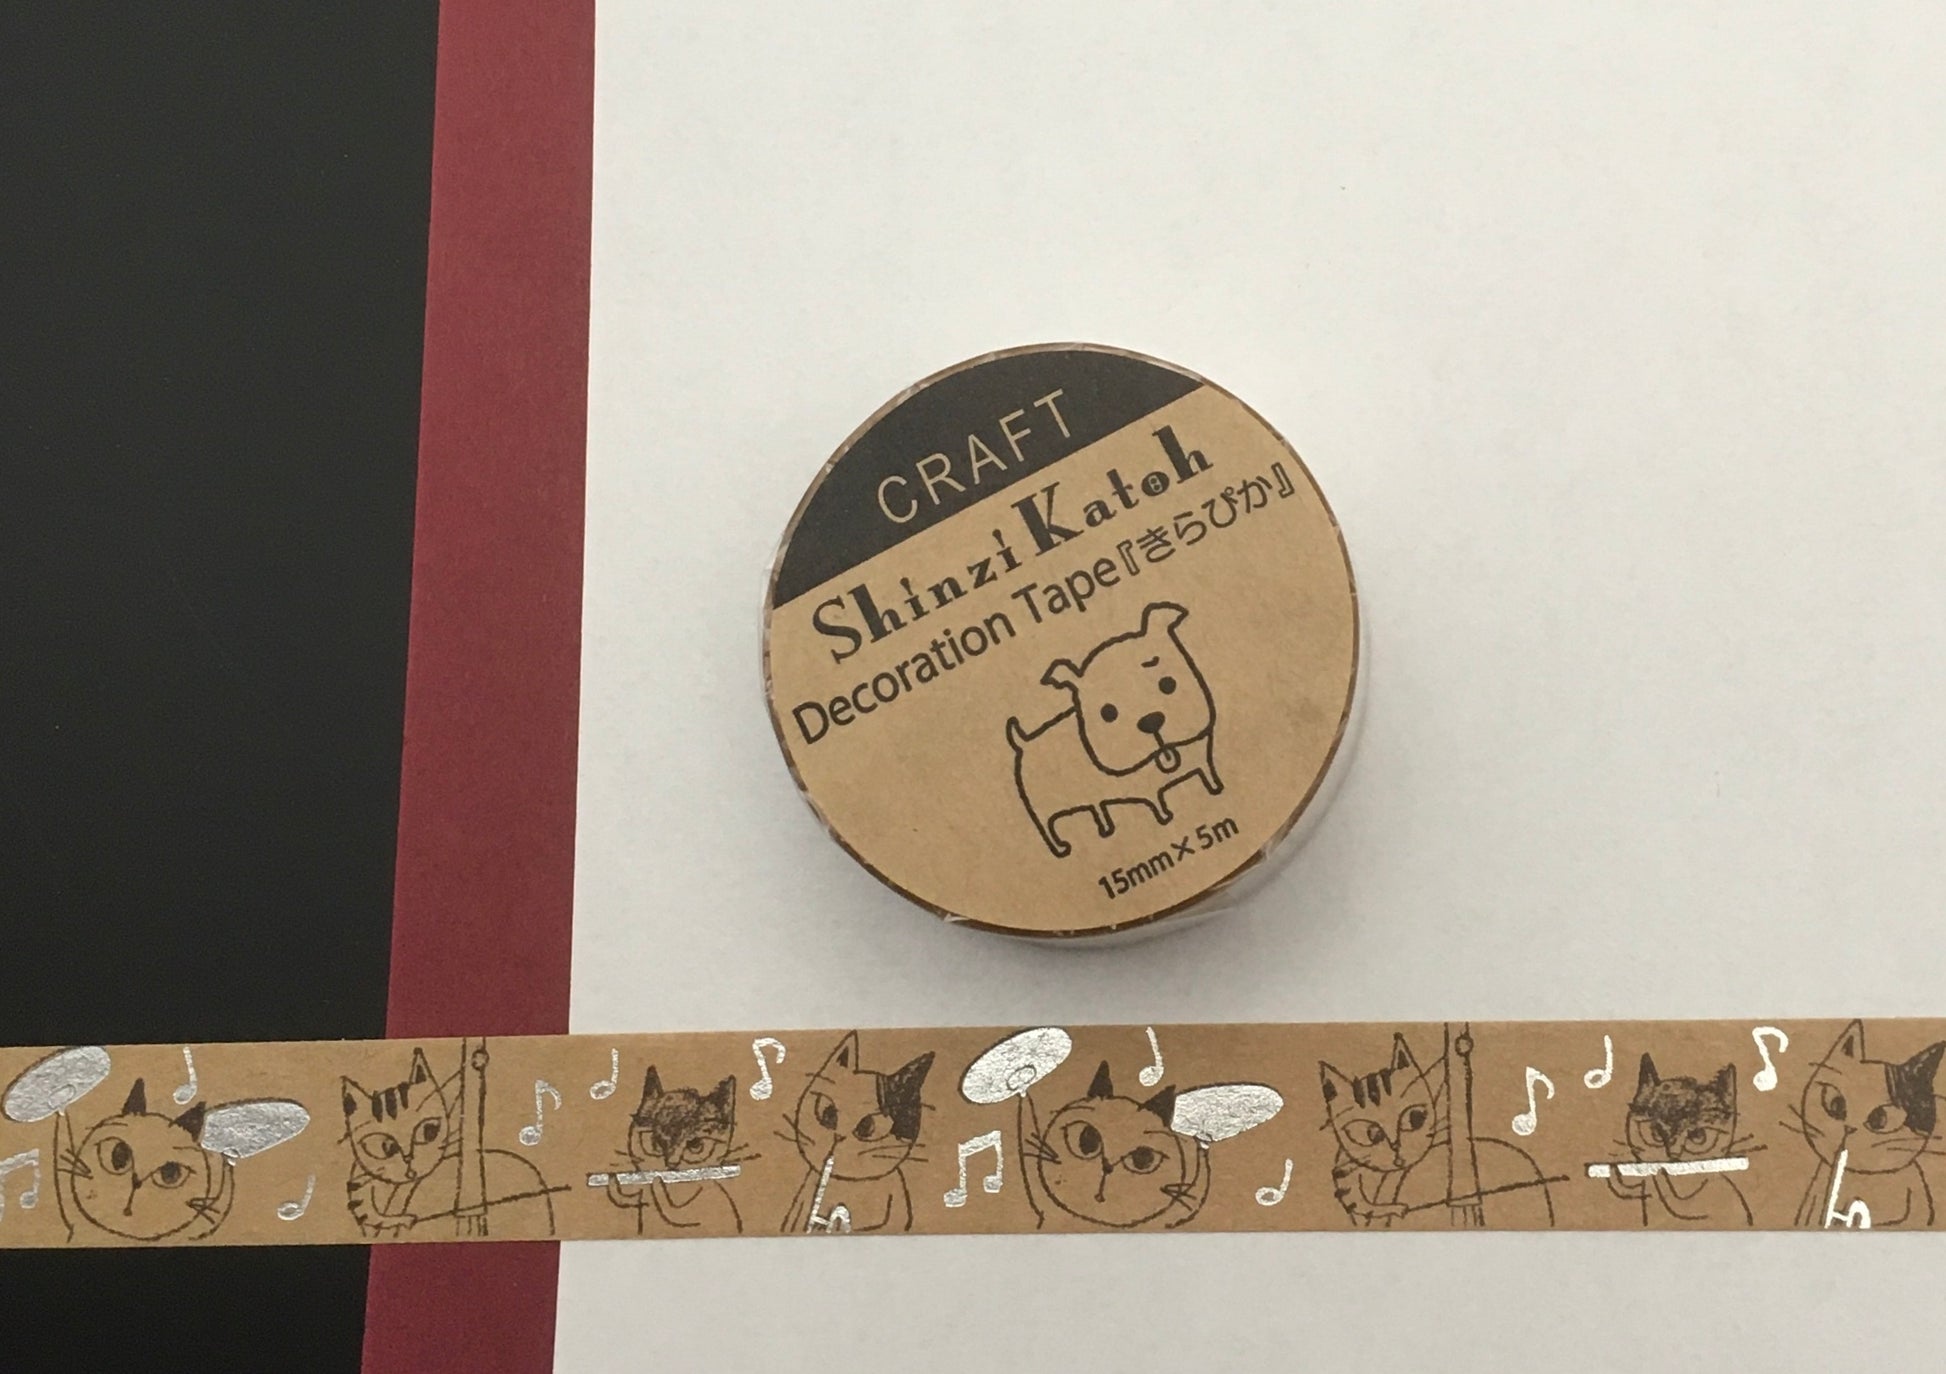 CRAFT
Shinzi Katoh
Decoration Tape『きらぴか』
15mm×5m